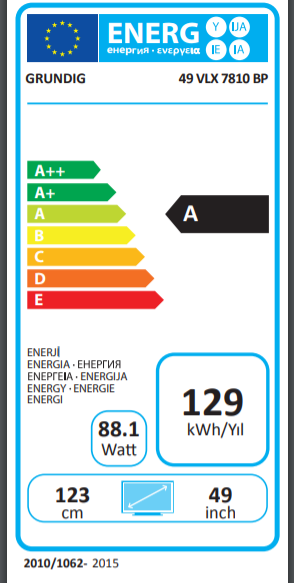 ENERG Y IJA
енергия · ενεργεια IE IA
GRUNDIG 49 VLX 7810 BP
A++
A+
A
A
B
C
D
E
ENERJİ
ENERGIA · ЕНЕРГИЯ
ΕΝΕΡΓΕΙΑ · ENERGIJA
ENERGY · ENERGIE
ENERGI
88.1
Watt
129
kWh/Yıl
123
cm
49
inch
2010/1062- 2015